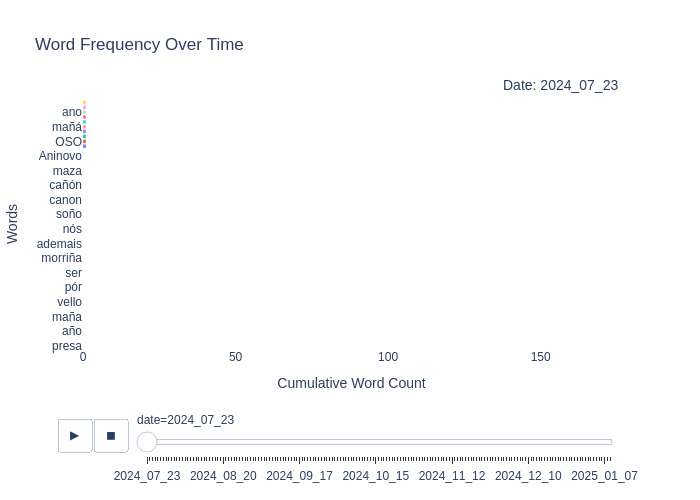 Word Frequency Over Time
Date: 2024_07_23
Words
ano
mañá
OSO
Aninovo
maza
cañón
canon
soño
nós
ademais
morriña
ser
pór
vello
maña
año
presa
0 50 100 150
Cumulative Word Count
date=2024_07_23
2024_07_23 2024_08_20 2024_09_17 2024_10_15 2024_11_12 2024_12_10 2025_01_07